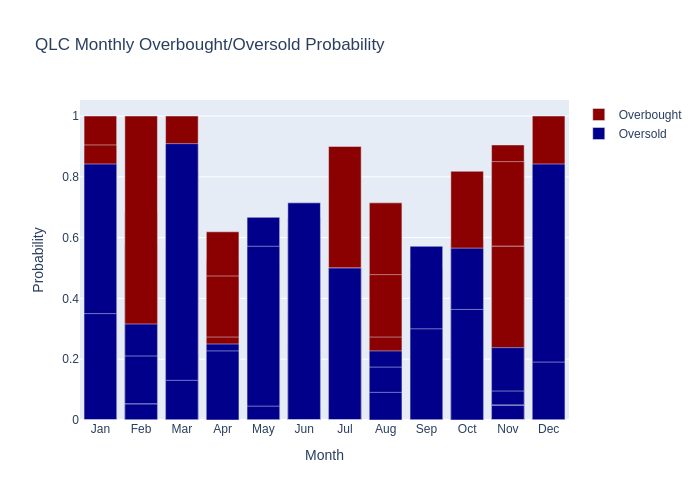 QLC Monthly Overbought/Oversold Probability
Overbought
Oversold
Probability
1
0.8
0.6
0.4
0.2
0
Jan Feb Mar Apr May Jun Jul Aug Sep Oct Nov Dec
Month